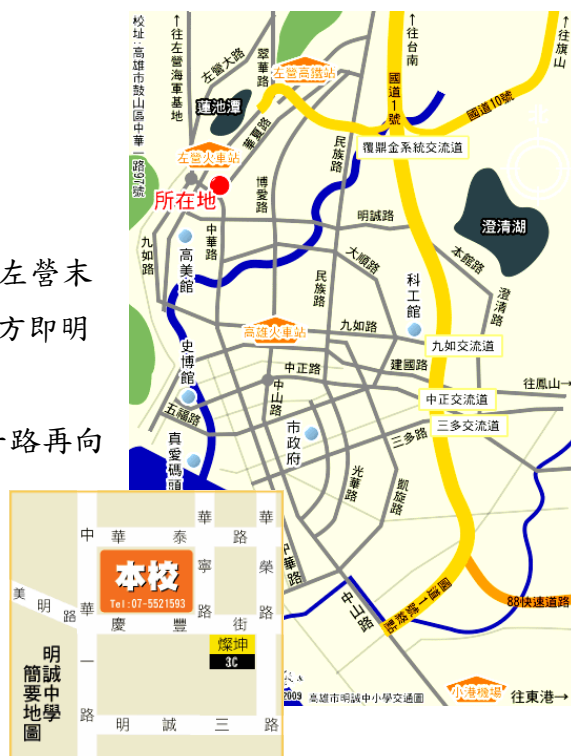 校址:高雄市鼓山區中華一路97號
↑往左營海軍基地
左營大路
翠華路
左營高鐵站
↑往台南
↑往旗山
國道1號
國道10號
蓮池潭
華夏路
民族路
覆鼎金系統交流道
左營火車站
博愛路
所在地
明誠路
澄清湖
九如路
中華路
高美館
大順路
本館路
科工館
澄清路
民族路
左營末
方即明
高雄火車站
九如路
九如交流道
史博館
中正路
建國路
往鳳山→
中山路
中正交流道
五福路
市政府
三多路
三多交流道
真愛碼頭
一路再向
光華路
凱旋路
中華路
中山路
國道1號終點
88快速道路
2009 高雄市明誠中小學交通圖
小港機場
往東港→
中華一路
華泰路
華寧路
華榮路
本校
Tel:07-5521593
美明路
慶豐街
燦坤
3C
明誠中學
簡要地圖
明誠三路